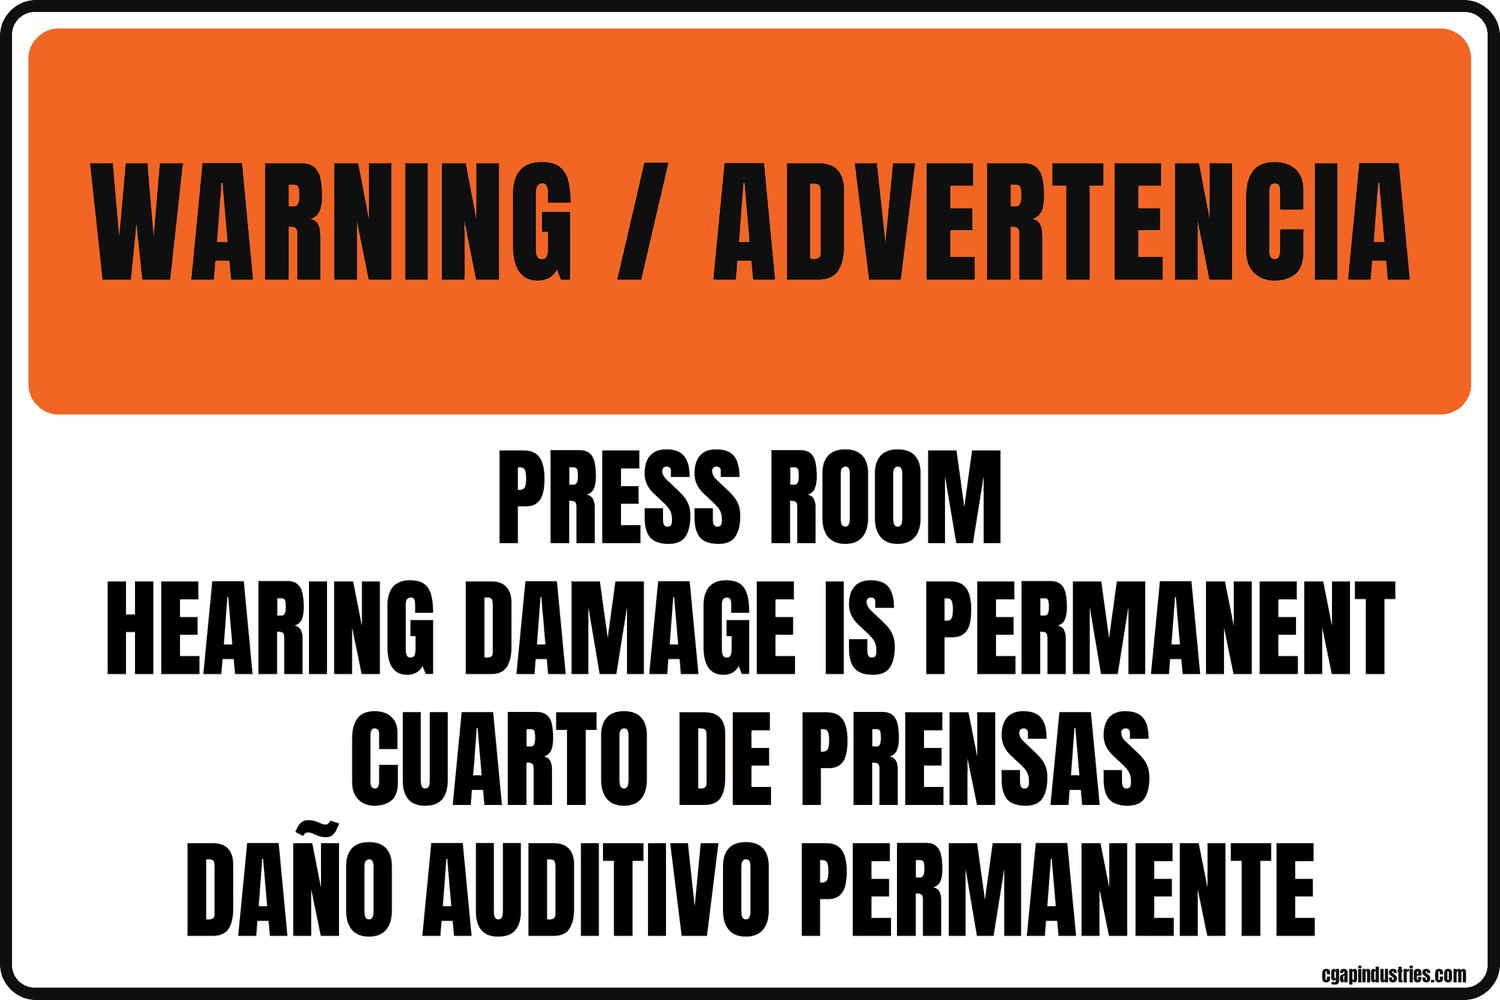 WARNING / ADVERTENCIA
PRESS ROOM
HEARING DAMAGE IS PERMANENT
CUARTO DE PRENSAS
DAÑO AUDITIVO PERMANENTE
cgapindustries.com